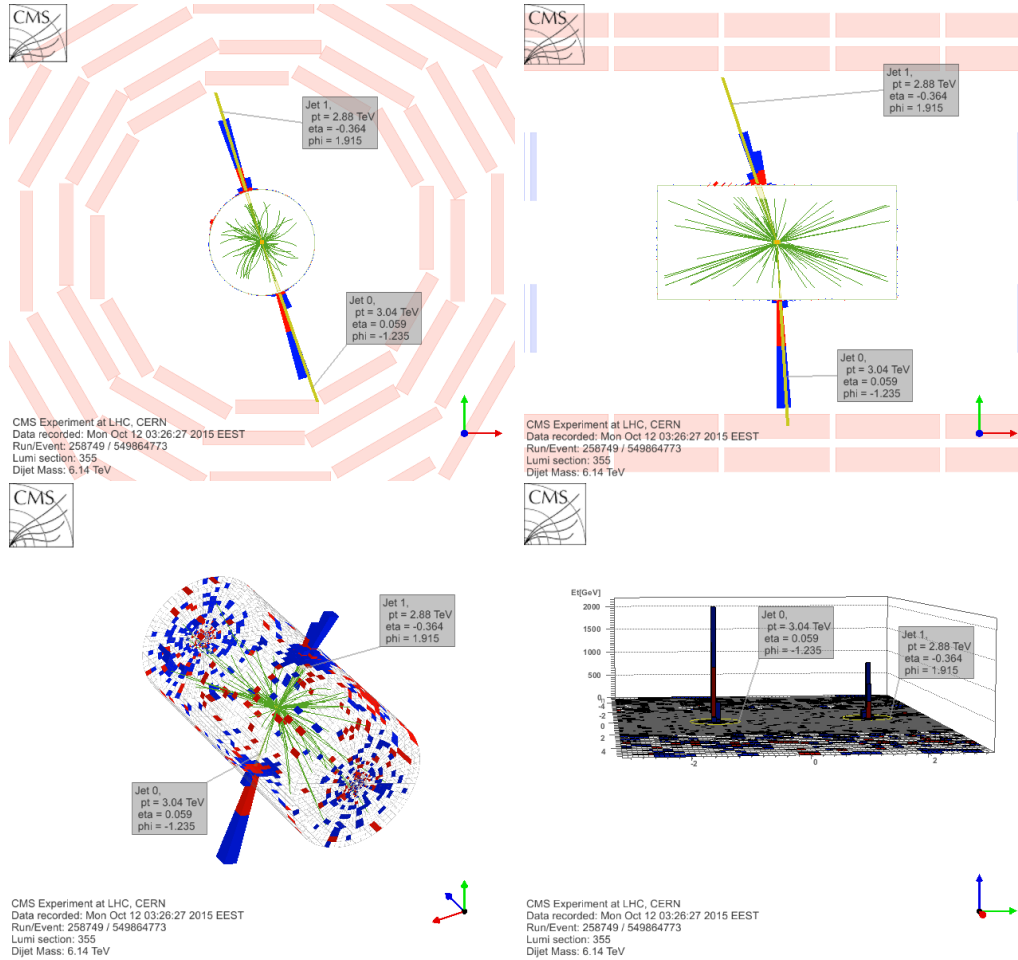 CMS
Jet 1,
pt = 2.88 TeV
eta = -0.364
phi = 1.915
Jet 0,
pt = 3.04 TeV
eta = 0.059
phi = -1.235
CMS Experiment at LHC, CERN
Data recorded: Mon Oct 12 03:26:27 2015 EEST
Run/Event: 258749 / 549864773
Lumi section: 355
Dijet Mass: 6.14 TeV
CMS
Jet 1,
pt = 2.88 TeV
eta = -0.364
phi = 1.915
Jet 0,
pt = 3.04 TeV
eta = 0.059
phi = -1.235
CMS Experiment at LHC, CERN
Data recorded: Mon Oct 12 03:26:27 2015 EEST
Run/Event: 258749 / 549864773
Lumi section: 355
Dijet Mass: 6.14 TeV
CMS
Jet 1,
pt = 2.88 TeV
eta = -0.364
phi = 1.915
Jet 0,
pt = 3.04 TeV
eta = 0.059
phi = -1.235
CMS Experiment at LHC, CERN
Data recorded: Mon Oct 12 03:26:27 2015 EEST
Run/Event: 258749 / 549864773
Lumi section: 355
Dijet Mass: 6.14 TeV
CMS
Et[GeV]
2000
1500
1000
500
0
-4
-2
0
2
4
-2
0
2
Jet 0,
pt = 3.04 TeV
eta = 0.059
phi = -1.235
Jet 1,
pt = 2.88 TeV
eta = -0.364
phi = 1.915
CMS Experiment at LHC, CERN
Data recorded: Mon Oct 12 03:26:27 2015 EEST
Run/Event: 258749 / 549864773
Lumi section: 355
Dijet Mass: 6.14 TeV